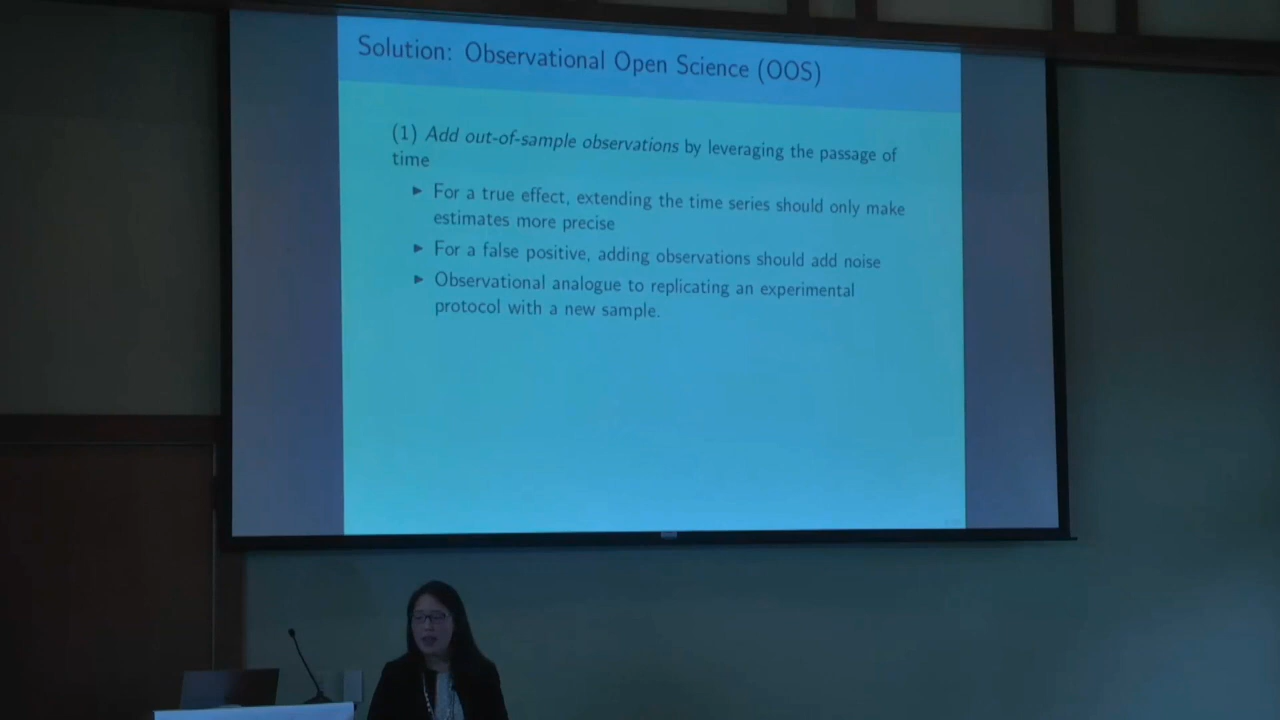 Solution: Observational Open Science (OOS)
(1) Add out-of-sample observations by leveraging the passage of
time
► For a true effect, extending the time series should only make
estimates more precise
► For a false positive, adding observations should add noise
► Observational analogue to replicating an experimental
protocol with a new sample.